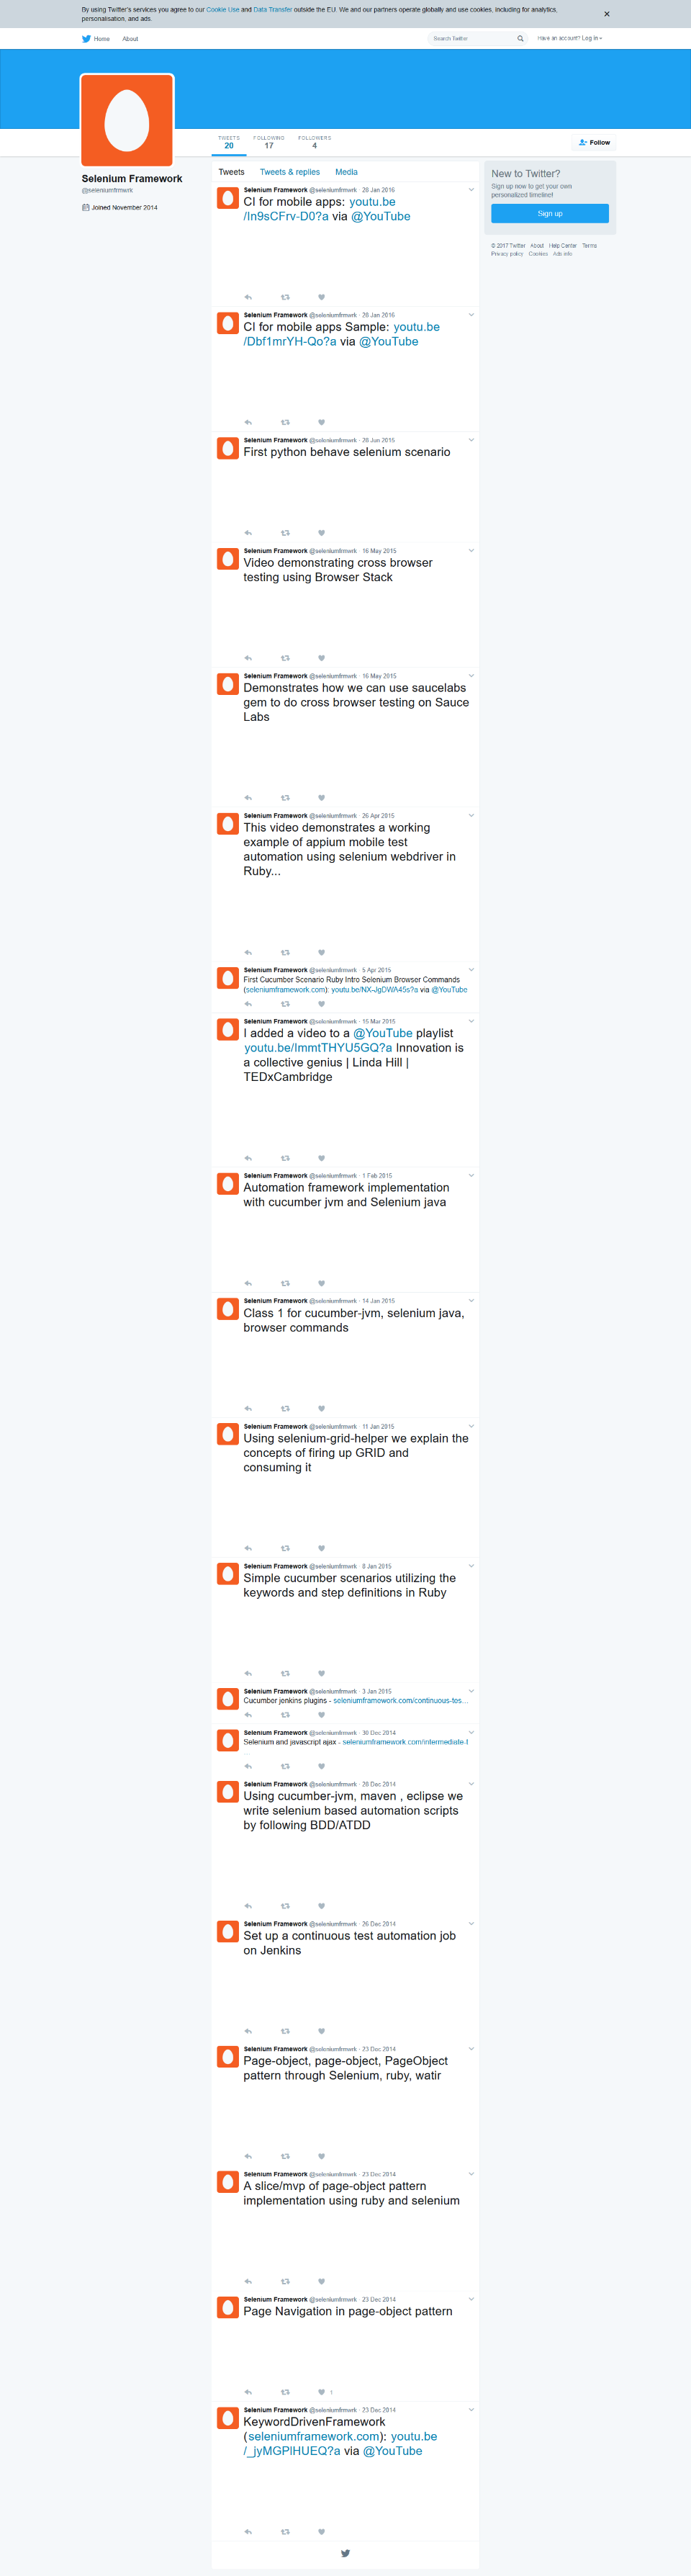 By using Twitter's services you agree to our Cookie Use and Data Transfer outside the EU. We and our partners operate globally and use cookies, including for analytics,
personalisation, and ads.
Home About
Search Twitter
Have an account? Log in
TWEETS FOLLOWING FOLLOWERS
20 17 4
Follow
Selenium Framework
@seleniumfrmwrk
Joined November 2014
Tweets Tweets & replies Media
New to Twitter?
Sign up now to get your own
personalized timeline!
Sign up
© 2017 Twitter About Help Center Terms
Privacy policy Cookies Ads info
Selenium Framework @seleniumfrmwrk · 28 Jan 2016
CI for mobile apps: youtu.be
/In9sCFrv-D0?a via @YouTube
Selenium Framework @seleniumfrmwrk · 28 Jan 2016
CI for mobile apps Sample: youtu.be
/Dbf1mrYH-Qo?a via @YouTube
Selenium Framework @seleniumfrmwrk · 28 Jun 2015
First python behave selenium scenario
Selenium Framework @seleniumfrmwrk · 16 May 2015
Video demonstrating cross browser
testing using Browser Stack
Selenium Framework @seleniumfrmwrk · 16 May 2015
Demonstrates how we can use saucelabs
gem to do cross browser testing on Sauce
Labs
Selenium Framework @seleniumfrmwrk · 26 Apr 2015
This video demonstrates a working
example of appium mobile test
automation using selenium webdriver in
Ruby...
Selenium Framework @seleniumfrmwrk · 5 Apr 2015
First Cucumber Scenario Ruby Intro Selenium Browser Commands
(seleniumframework.com): youtu.be/NX-JgDWA45s?a via @YouTube
Selenium Framework @seleniumfrmwrk · 15 Mar 2015
I added a video to a @YouTube playlist
youtu.be/ImmtTHYU5GQ?a Innovation is
a collective genius | Linda Hill |
TEDxCambridge
Selenium Framework @seleniumfrmwrk · 1 Feb 2015
Automation framework implementation
with cucumber jvm and Selenium java
Selenium Framework @seleniumfrmwrk · 14 Jan 2015
Class 1 for cucumber-jvm, selenium java,
browser commands
Selenium Framework @seleniumfrmwrk · 11 Jan 2015
Using selenium-grid-helper we explain the
concepts of firing up GRID and
consuming it
Selenium Framework @seleniumfrmwrk · 8 Jan 2015
Simple cucumber scenarios utilizing the
keywords and step definitions in Ruby
Selenium Framework @seleniumfrmwrk · 3 Jan 2015
Cucumber jenkins plugins - seleniumframework.com/continuous-tes...
Selenium Framework @seleniumfrmwrk · 30 Dec 2014
Selenium and javascript ajax - seleniumframework.com/intermediate-t
...
Selenium Framework @seleniumfrmwrk · 28 Dec 2014
Using cucumber-jvm, maven , eclipse we
write selenium based automation scripts
by following BDD/ATDD
Selenium Framework @seleniumfrmwrk · 26 Dec 2014
Set up a continuous test automation job
on Jenkins
Selenium Framework @seleniumfrmwrk · 23 Dec 2014
Page-object, page-object, PageObject
pattern through Selenium, ruby, watir
Selenium Framework @seleniumfrmwrk · 23 Dec 2014
A slice/mvp of page-object pattern
implementation using ruby and selenium
Selenium Framework @seleniumfrmwrk · 23 Dec 2014
Page Navigation in page-object pattern
1
Selenium Framework @seleniumfrmwrk · 23 Dec 2014
KeywordDrivenFramework
(seleniumframework.com): youtu.be
/_jyMGPlHUEQ?a via @YouTube